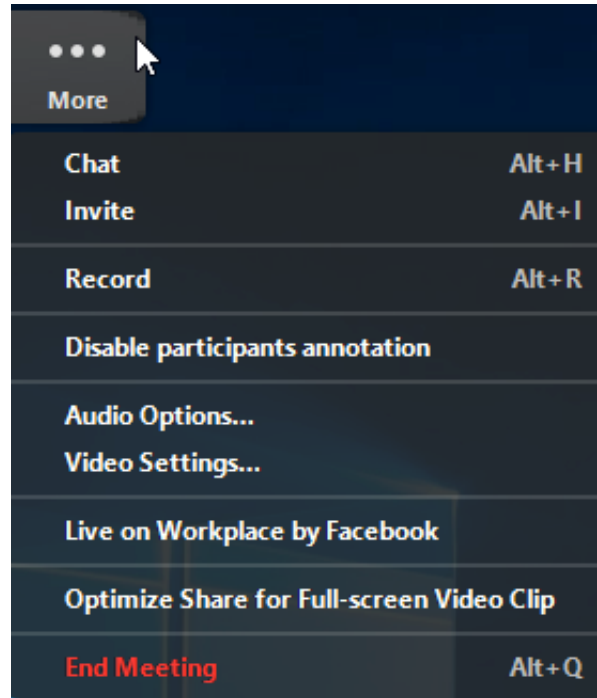 More
Chat Alt+H
Invite Alt+I
Record Alt+R
Disable participants annotation
Audio Options...
Video Settings...
Live on Workplace by Facebook
Optimize Share for Full-screen Video Clip
End Meeting Alt+Q